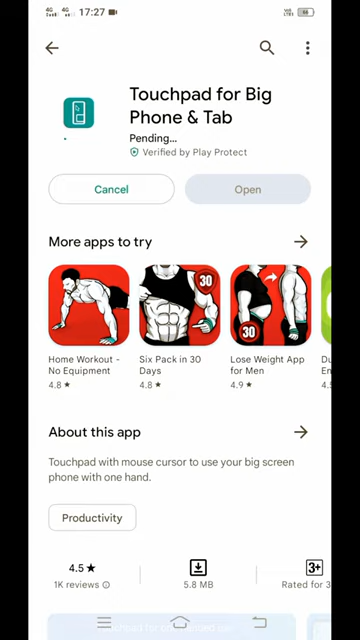 17:27
Touchpad for Big
Phone & Tab
Pending...
Verified by Play Protect
Cancel
Open
More apps to try
30
30
Home Workout -
No Equipment
4.8 ★
Six Pack in 30
Days
4.8 ★
Lose Weight App
for Men
4.9 ★
About this app
Touchpad with mouse cursor to use your big screen
phone with one hand.
Productivity
4.5 ★
1K reviews
5.8 MB
3+
Rated for 3